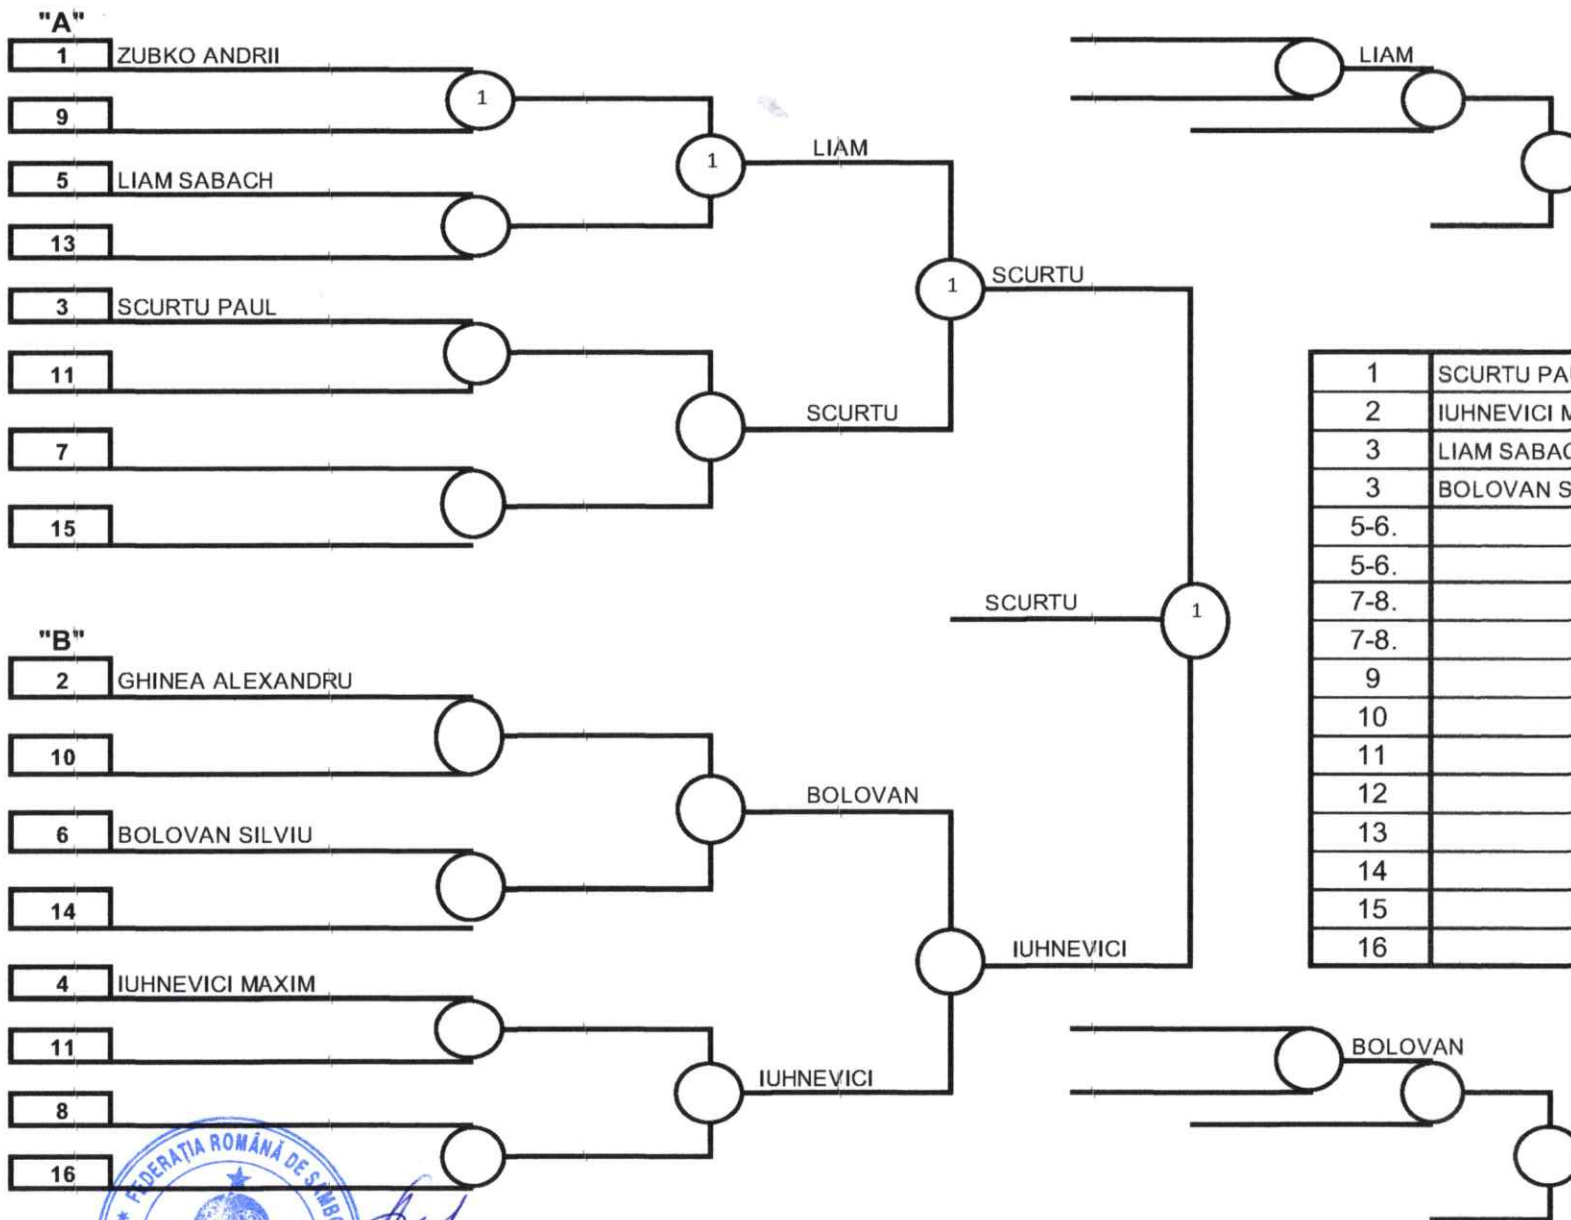 "A"
1 ZUBKO ANDRII
9
1
5 LIAM SABACH
13
1
LIAM
3 SCURTU PAUL
11
7
15
SCURTU
1
SCURTU
"B"
2 GHINEA ALEXANDRU
10
6 BOLOVAN SILVIU
14
BOLOVAN
4 IUHNEVICI MAXIM
11
8
16
IUHNEVICI
IUHNEVICI
SCURTU
1
LIAM
1 SCURTU PAU
2 IUHNEVICI M
3 LIAM SABAC
3 BOLOVAN S
5-6.
5-6.
7-8.
7-8.
9
10
11
12
13
14
15
16
BOLOVAN
FEDERAȚIA ROMÂNĂ DE SAMBO